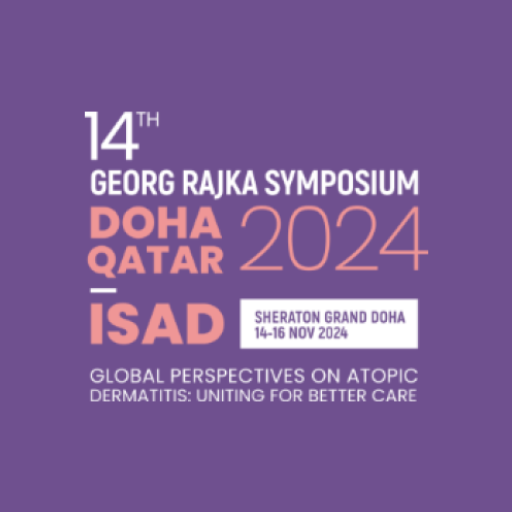 14TH
GEORG RAJKA SYMPOSIUM
DOHA
QATAR 2024
ISAD
SHERATON GRAND DOHA
14-16 NOV 2024
GLOBAL PERSPECTIVES ON ATOPIC
DERMATITIS: UNITING FOR BETTER CARE